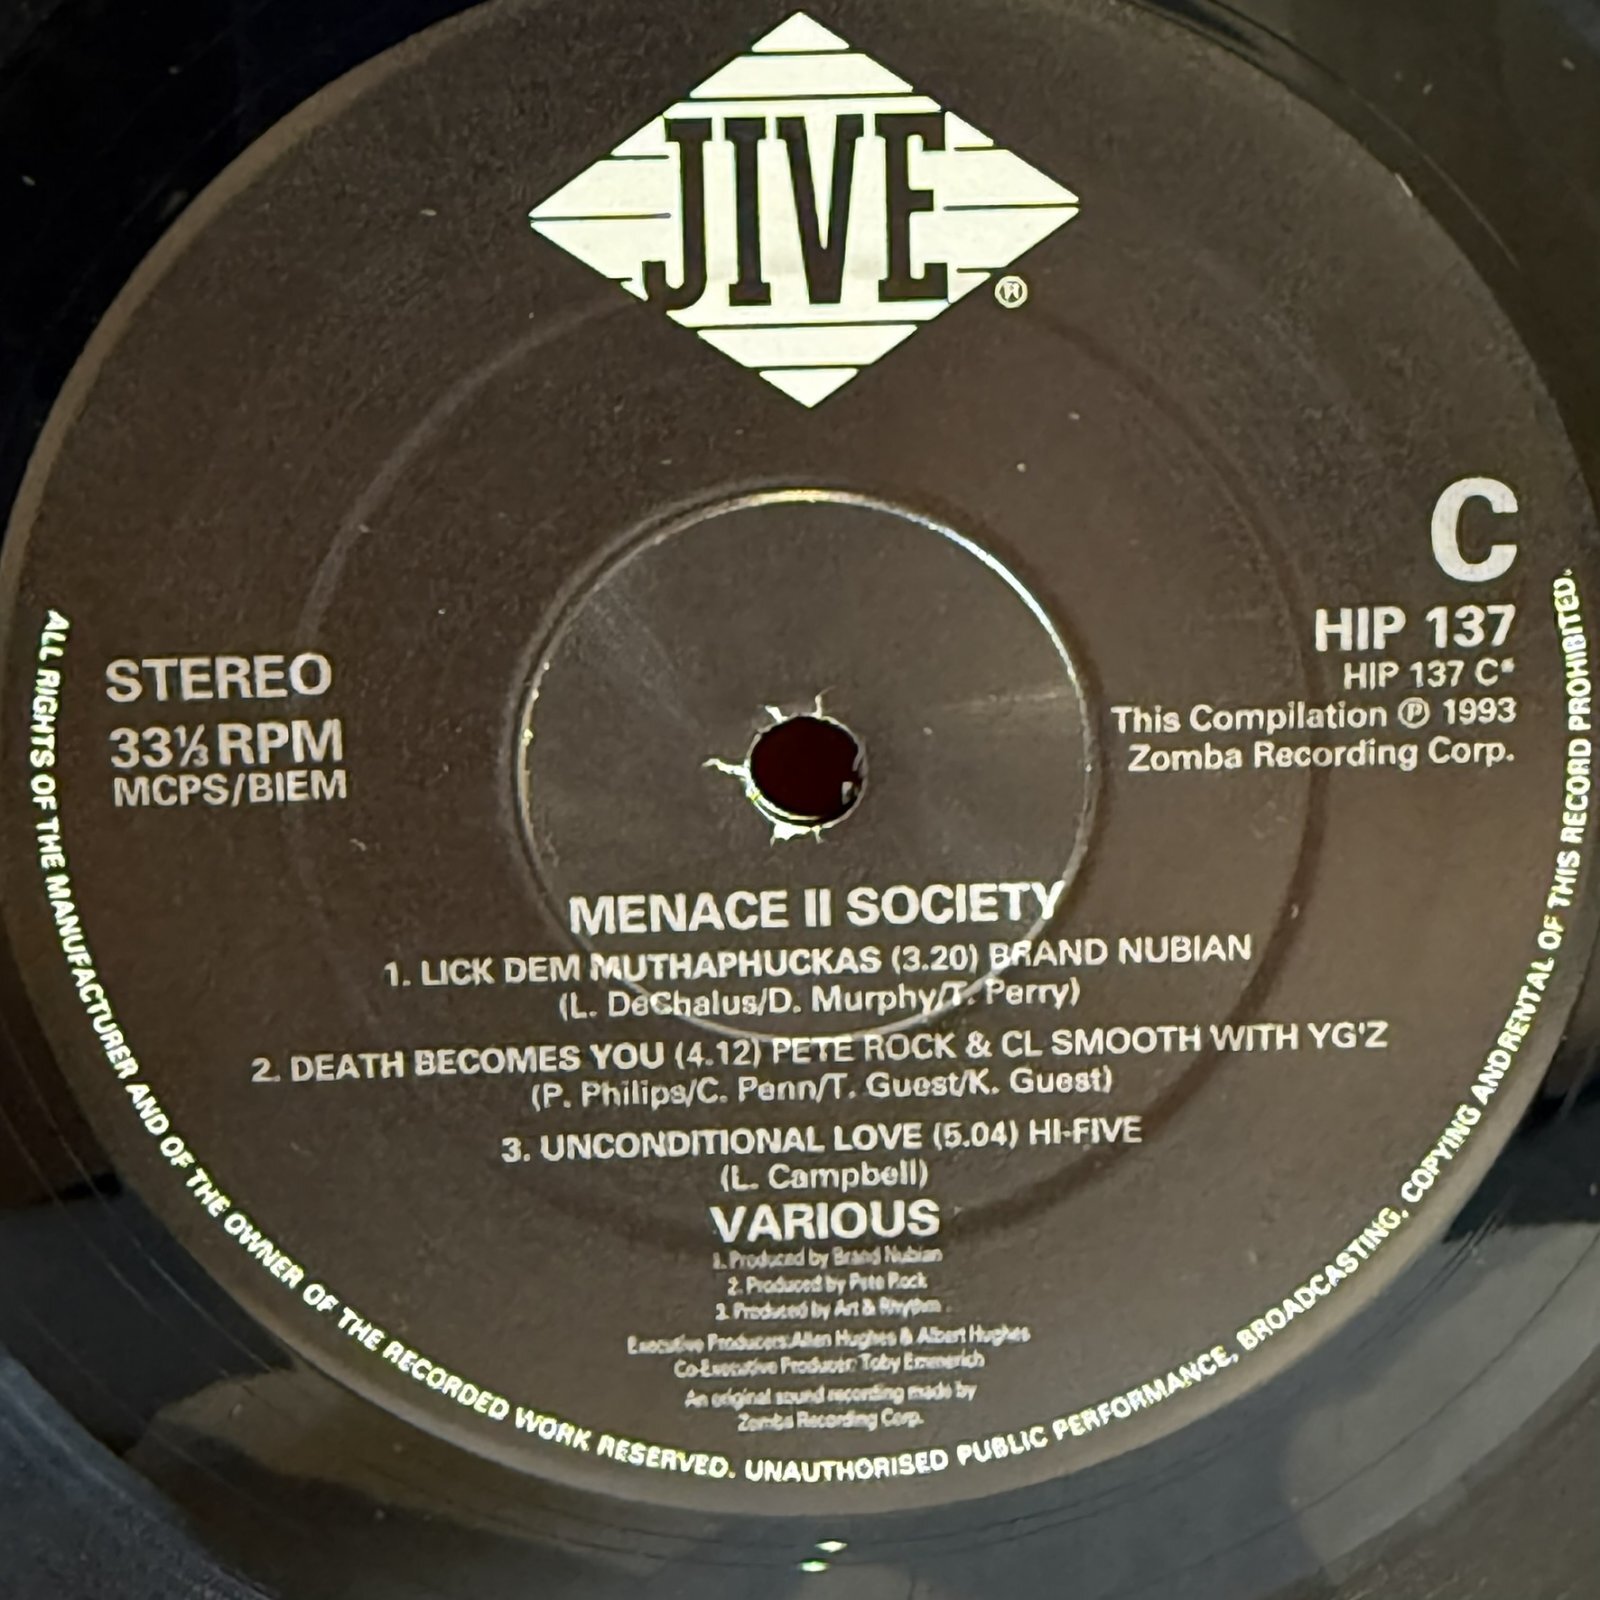 JIVE
®
C
HIP 137
HIP 137 C*
This Compilation ℗ 1993
Zomba Recording Corp.
STEREO
33⅓ RPM
MCPS/BIEM
MENACE II SOCIETY
1. LICK DEM MUTHAPHUCKAS (3.20) BRAND NUBIAN
(L. DeChalus/D. Murphy/T. Perry)
2. DEATH BECOMES YOU (4.12) PETE ROCK & CL SMOOTH WITH YG'Z
(P. Philips/C. Penn/T. Guest/K. Guest)
3. UNCONDITIONAL LOVE (5.04) HI-FIVE
(L. Campbell)
VARIOUS
1. Produced by Brand Nubian
2. Produced by Pete Rock
3. Produced by Art & Rhythm.
Executive Producers: Allen Hughes & Albert Hughes
Co-Executive Producer: Toby Emmerich
An original sound recording made by
Zomba Recording Corp.
ALL RIGHTS OF THE MANUFACTURER AND OF THE OWNER OF THE RECORDED WORK RESERVED. UNAUTHORISED PUBLIC PERFORMANCE, BROADCASTING, COPYING AND RENTAL OF THIS RECORD PROHIBITED.